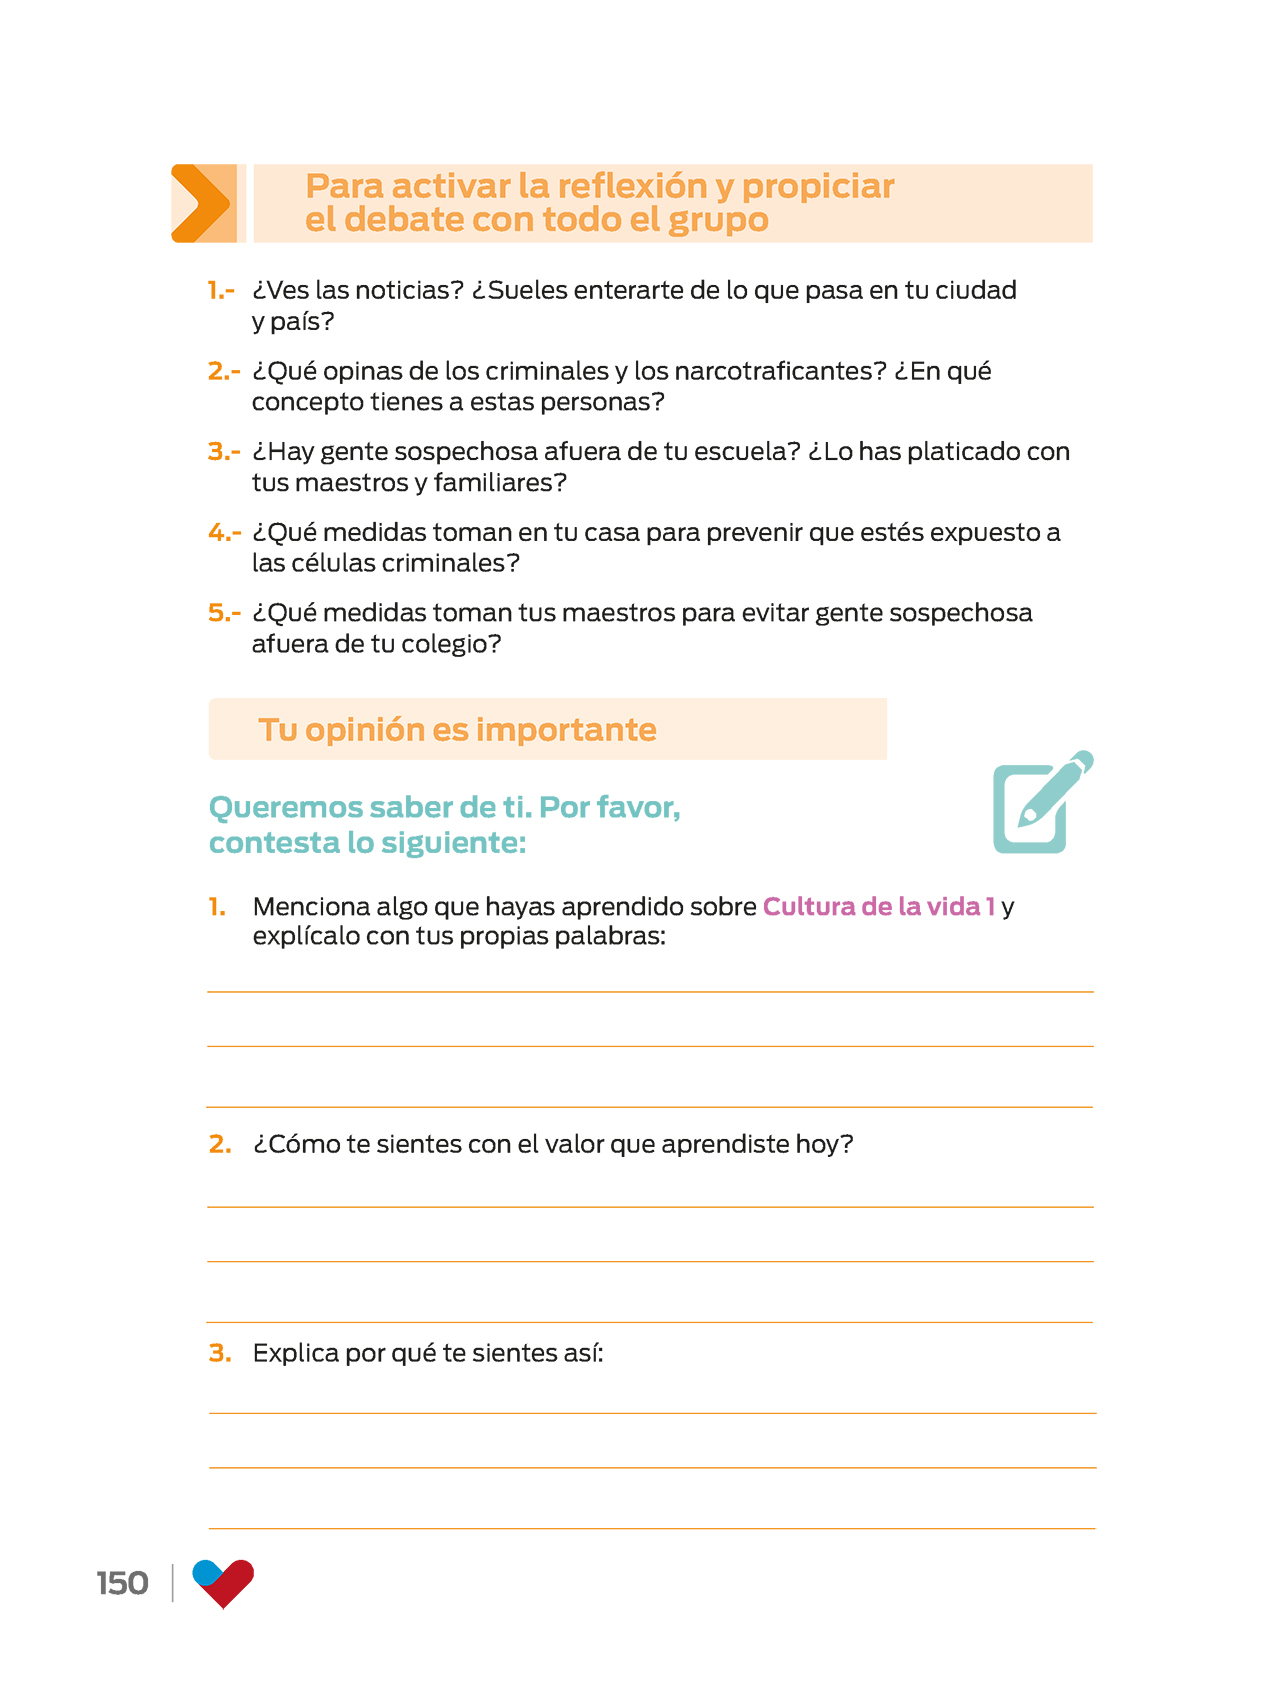 Para activar la reflexión y propiciar
el debate con todo el grupo
1.- ¿Ves las noticias? ¿Sueles enterarte de lo que pasa en tu ciudad
y país?
2.- ¿Qué opinas de los criminales y los narcotraficantes? ¿En qué
concepto tienes a estas personas?
3.- ¿Hay gente sospechosa afuera de tu escuela? ¿Lo has platicado con
tus maestros y familiares?
4.- ¿Qué medidas toman en tu casa para prevenir que estés expuesto a
las células criminales?
5.- ¿Qué medidas toman tus maestros para evitar gente sospechosa
afuera de tu colegio?
Tu opinión es importante
Queremos saber de ti. Por favor,
contesta lo siguiente:
1. Menciona algo que hayas aprendido sobre Cultura de la vida 1 y
explícalo con tus propias palabras:
2. ¿Cómo te sientes con el valor que aprendiste hoy?
3. Explica por qué te sientes así:
150